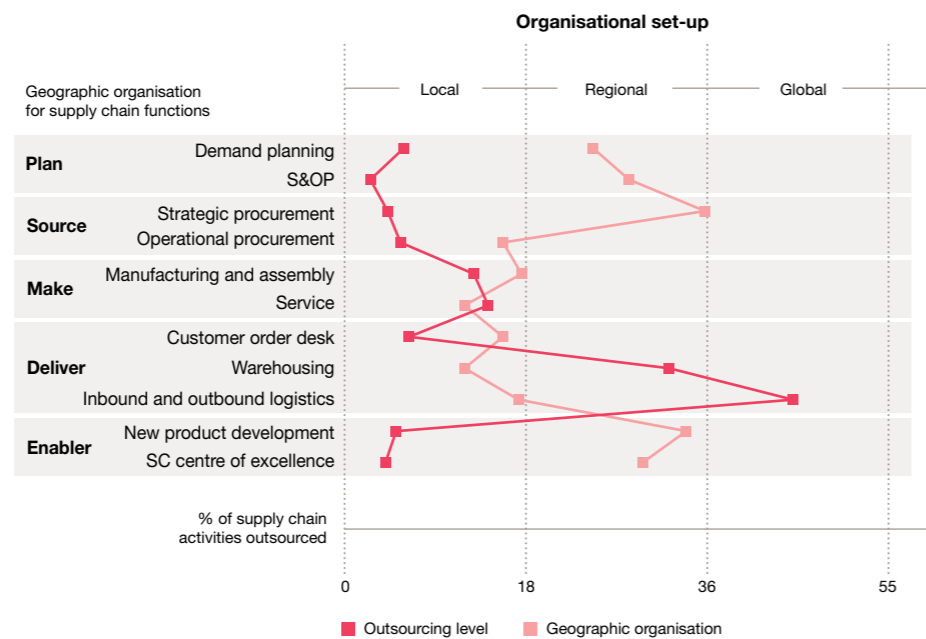 Organisational set-up
Geographic organisation
for supply chain functions
Local
Regional
Global
Plan
Demand planning
S&OP
Source
Strategic procurement
Operational procurement
Make
Manufacturing and assembly
Service
Deliver
Customer order desk
Warehousing
Inbound and outbound logistics
Enabler
New product development
SC centre of excellence
% of supply chain
activities outsourced
0
18
36
55
Outsourcing level
Geographic organisation